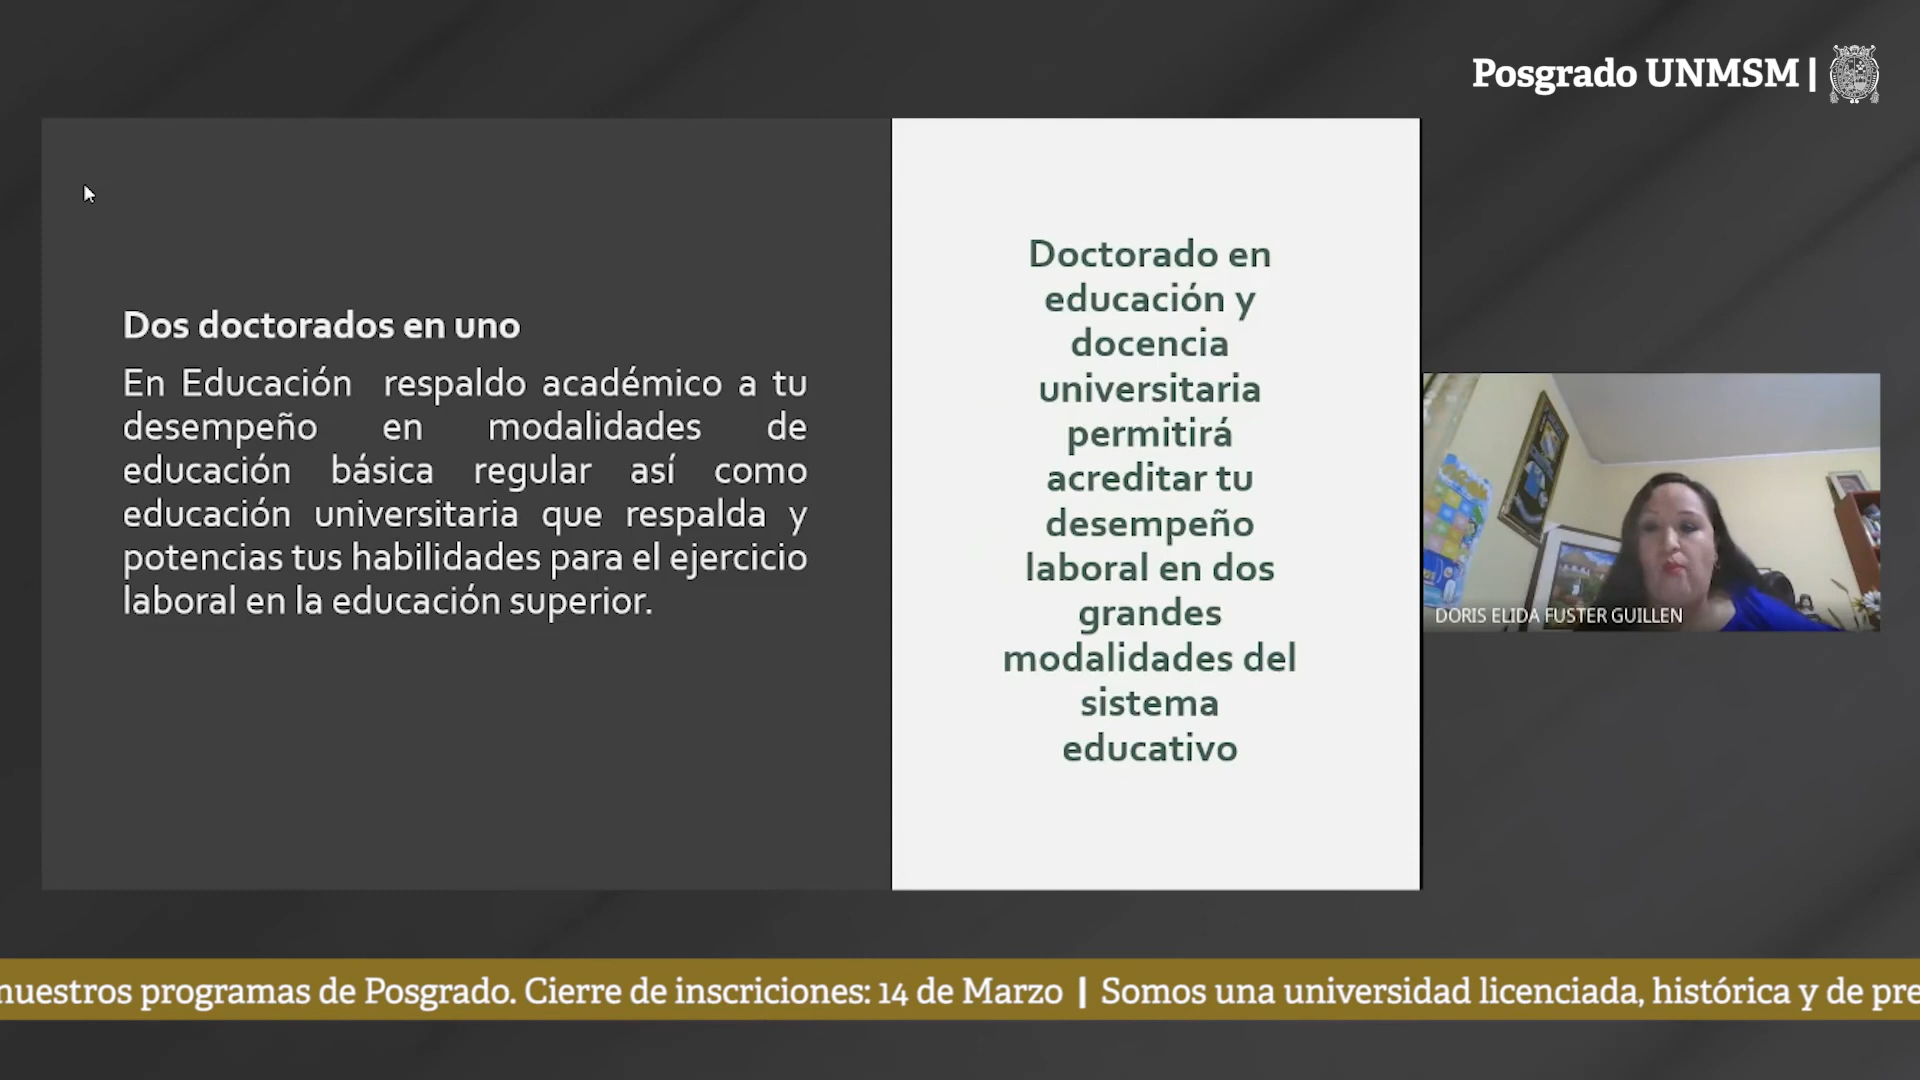 Posgrado UNMSM |
Dos doctorados en uno
En Educación respaldo académico a tu
desempeño en modalidades de
educación básica regular así como
educación universitaria que respalda y
potencias tus habilidades para el ejercicio
laboral en la educación superior.
Doctorado en
educación y
docencia
universitaria
permitirá
acreditar tu
desempeño
laboral en dos
grandes
modalidades del
sistema
educativo
DORIS ELIDA FUSTER GUILLEN
nuestros programas de Posgrado. Cierre de inscriciones: 14 de Marzo | Somos una universidad licenciada, histórica y de pre